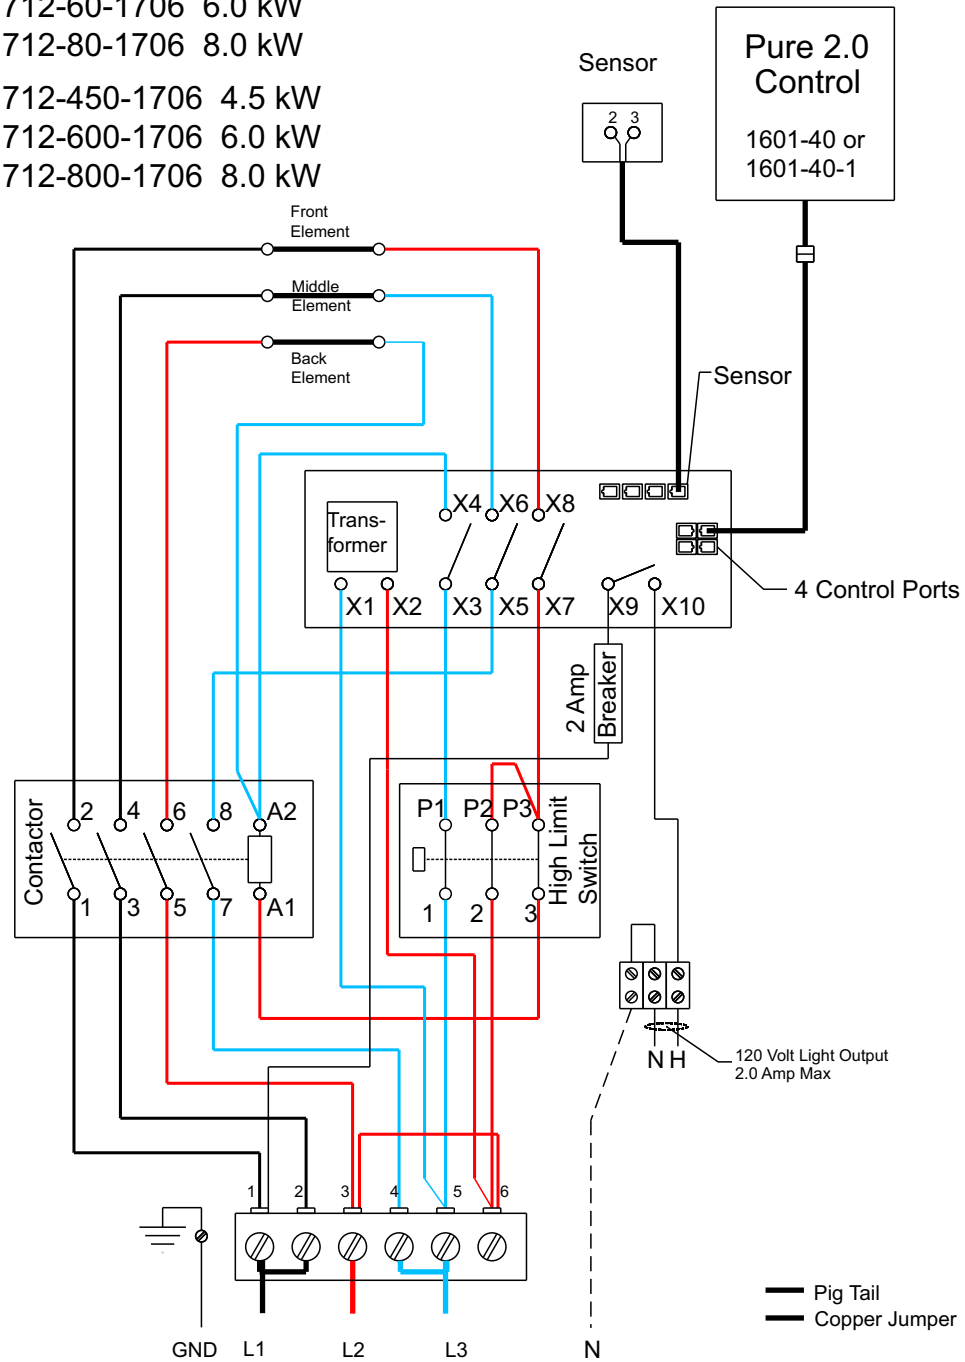 712-60-1706 6.0 kW
712-80-1706 8.0 kW
712-450-1706 4.5 kW
712-600-1706 6.0 kW
712-800-1706 8.0 kW
Sensor
2 3
Pure 2.0
Control
1601-40 or
1601-40-1
Front
Element
Middle
Element
Back
Element
Sensor
Trans-
former
X4 X6 X8
X1 X2 X3 X5 X7 X9 X10
4 Control Ports
2 Amp
Breaker
Contactor
2 4 6 8 A2
1 3 5 7 A1
P1 P2 P3
1 2 3
High Limit
Switch
N H
120 Volt Light Output
2.0 Amp Max
1 2 3 4 5 6
GND L1 L2 L3 N
Pig Tail
Copper Jumper